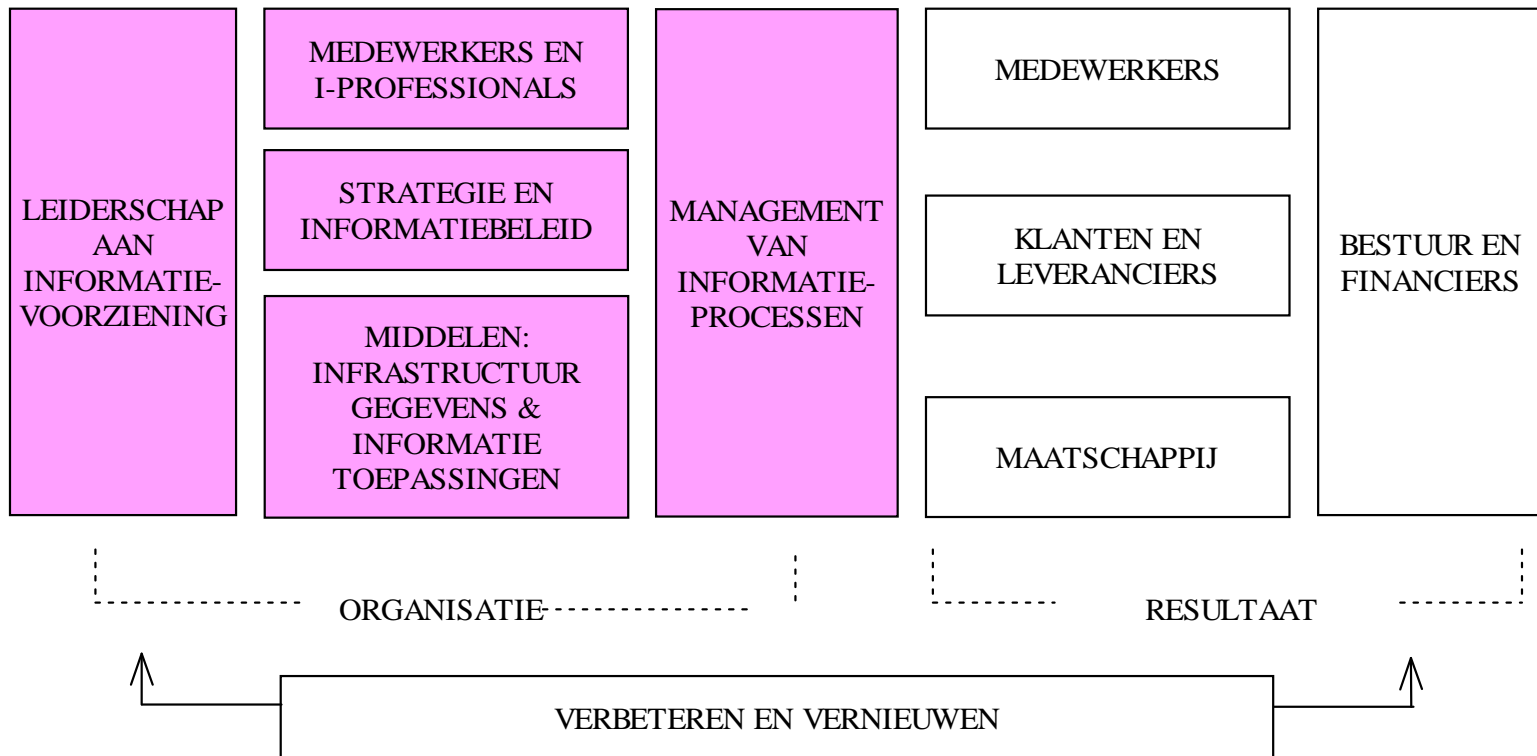 LEIDERSCHAP
AAN
INFORMATIE-
VOORZIENING
MEDEWERKERS EN
I-PROFESSIONALS
STRATEGIE EN
INFORMATIEBELEID
MIDDELEN:
INFRASTRUCTUUR
GEGEVENS &
INFORMATIE
TOEPASSINGEN
MANAGEMENT
VAN
INFORMATIE-
PROCESSEN
MEDEWERKERS
KLANTEN EN
LEVERANCIERS
MAATSCHAPPIJ
BESTUUR EN
FINANCIERS
ORGANISATIE
RESULTAAT
VERBETEREN EN VERNIEUWEN